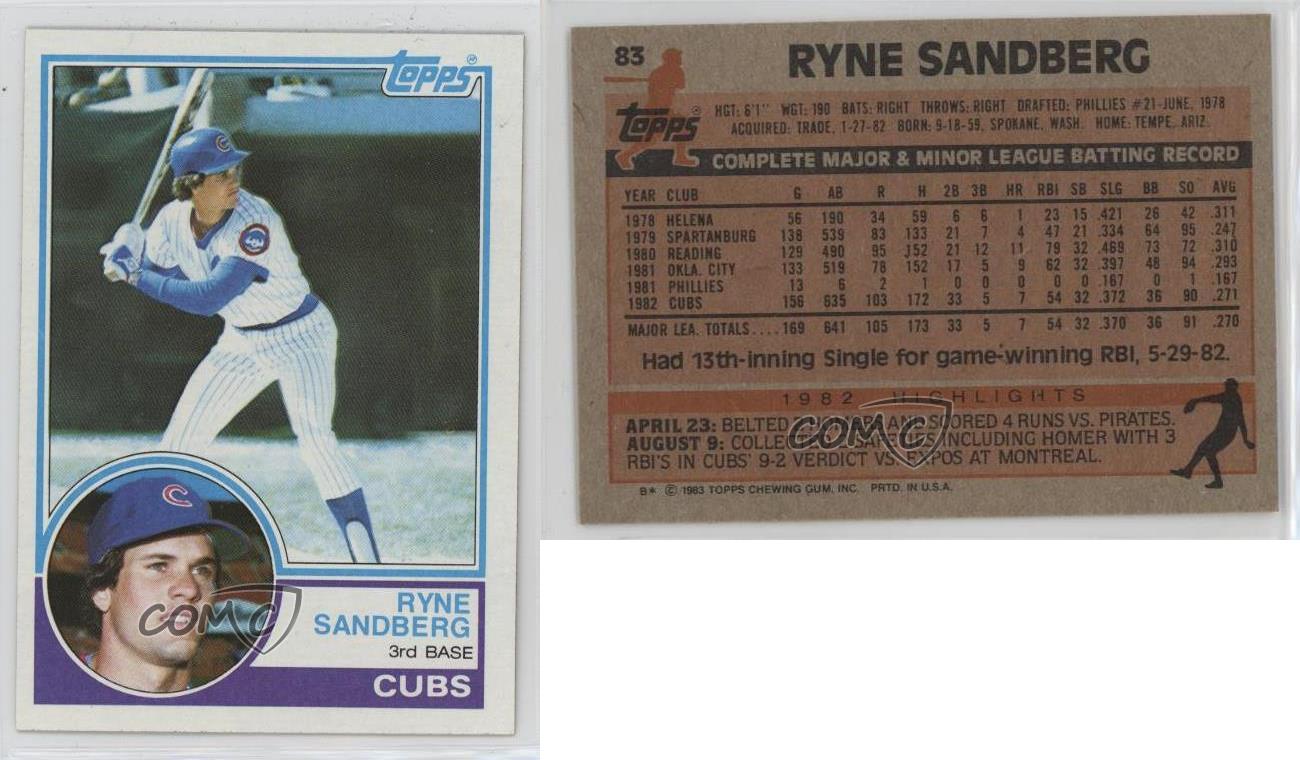 Topps
RYNE
SANDBERG
3rd BASE
CUBS
COMC
83
RYNE SANDBERG
Topps
HGT: 6'1" WGT: 190 BATS: RIGHT THROWS: RIGHT DRAFTED: PHILLIES #21-JUNE, 1978
ACQUIRED: TRADE, 1-27-82 BORN: 9-18-59, SPOKANE, WASH. HOME: TEMPE, ARIZ.
COMPLETE MAJOR & MINOR LEAGUE BATTING RECORD
YEAR CLUB G AB R H 2B 3B HR RBI SB SLG BB SO AVG
1978 HELENA 56 190 34 59 6 6 1 23 15 .421 26 42 .311
1979 SPARTANBURG 138 539 83 133 21 7 4 47 21 .334 64 95 .247
1980 READING 129 490 95 152 21 12 11 79 32 .469 73 72 .310
1981 OKLA. CITY 133 519 78 152 17 5 9 62 32 .397 48 94 .293
1981 PHILLIES 13 6 2 1 0 0 0 0 0 .167 0 1 .167
1982 CUBS 156 635 103 172 33 5 7 54 32 .372 36 90 .271
MAJOR LEA. TOTALS.... 169 641 105 173 33 5 7 54 32 .370 36 91 .270
Had 13th-inning Single for game-winning RBI, 5-29-82.
1982 HIGHLIGHTS
APRIL 23: BELTED AND SCORED 4 RUNS VS. PIRATES.
AUGUST 9: INCLUDING HOMER WITH 3
RBI'S IN CUBS' 9-2 VERDICT VS. EXPOS AT MONTREAL.
COMC
B* © 1983 TOPPS CHEWING GUM, INC. PRTD. IN U.S.A.